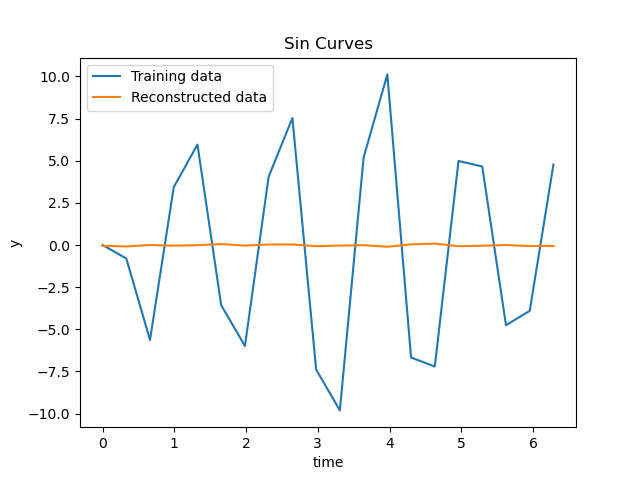 Sin Curves
Training data
Reconstructed data
10.0
7.5
5.0
2.5
0.0
−2.5
−5.0
−7.5
−10.0
y
0 1 2 3 4 5 6
time